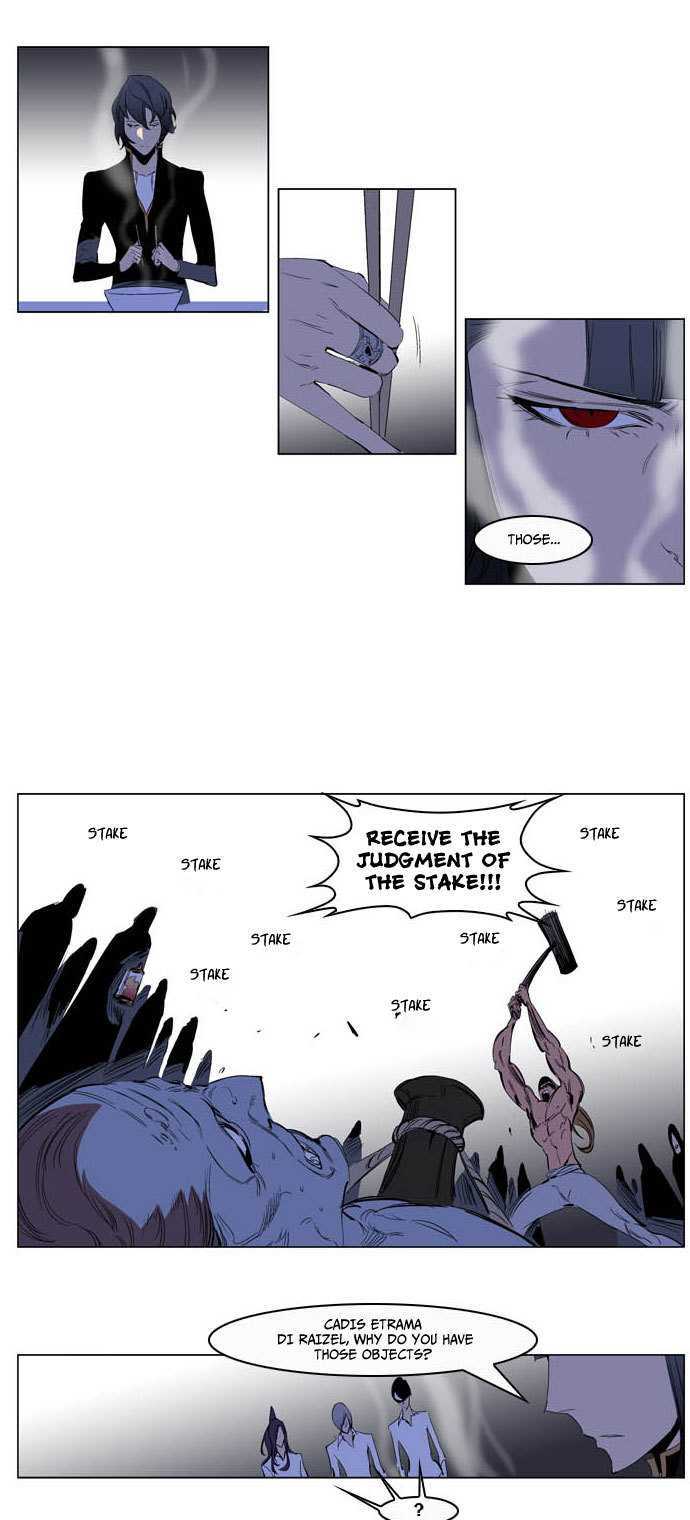 THOSE...
STAKE
STAKE
RECEIVE THE
JUDGMENT OF
THE STAKE!!!
STAKE
STAKE
STAKE
STAKE
STAKE
STAKE
STAKE
CADIS ETRAMA
DI RAIZEL, WHY DO YOU HAVE
THOSE OBJECTS?
?